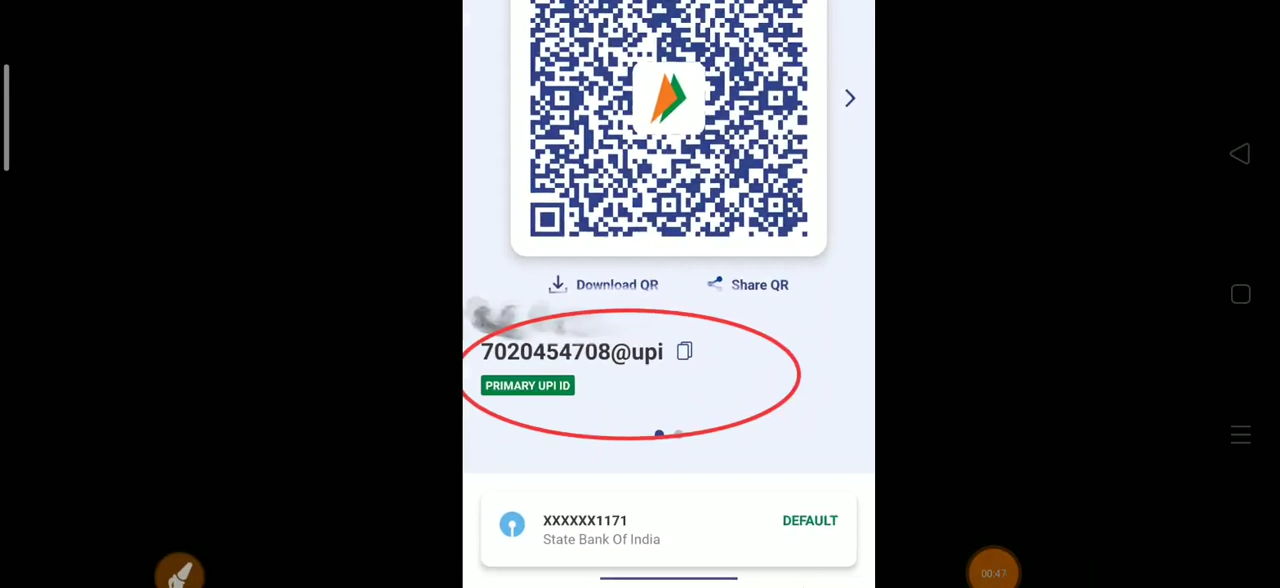 Download QR Share QR
7020454708@upi
PRIMARY UPI ID
XXXXXX1171 DEFAULT
State Bank Of India
00:47